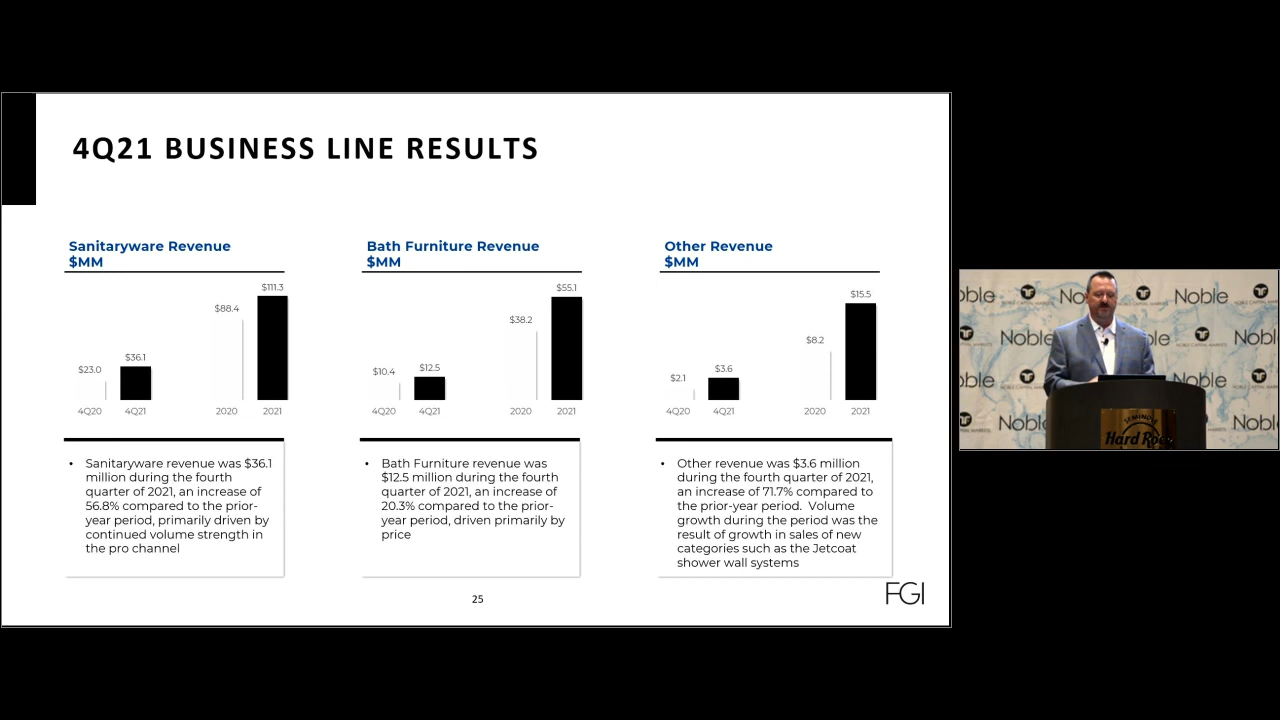 4Q21 BUSINESS LINE RESULTS
Sanitaryware Revenue
$MM
$23.0
$36.1
$88.4
$111.3
4Q20
4Q21
2020
2021
• Sanitaryware revenue was $36.1
million during the fourth
quarter of 2021, an increase of
56.8% compared to the prior-
year period, primarily driven by
continued volume strength in
the pro channel
Bath Furniture Revenue
$MM
$10.4
$12.5
$38.2
$55.1
4Q20
4Q21
2020
2021
• Bath Furniture revenue was
$12.5 million during the fourth
quarter of 2021, an increase of
20.3% compared to the prior-
year period, driven primarily by
price
Other Revenue
$MM
$2.1
$3.6
$8.2
$15.5
4Q20
4Q21
2020
2021
• Other revenue was $3.6 million
during the fourth quarter of 2021,
an increase of 71.7% compared to
the prior-year period.  Volume
growth during the period was the
result of growth in sales of new
categories such as the Jetcoat
shower wall systems
25
FGI
Noble
Noble
Noble
Noble
Noble
SEMINOLE
Hard Rock